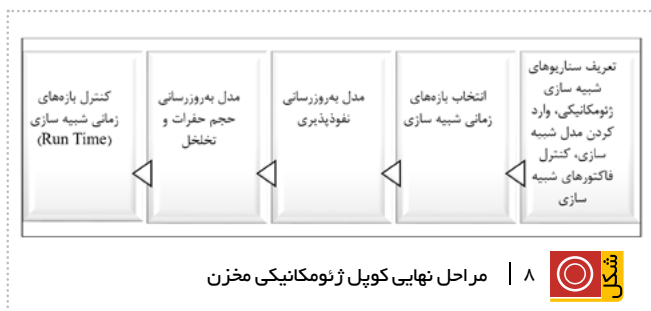 تعریف سناریوهای
شبیه سازی
ژئومکانیکی، وارد
کردن مدل شبیه
سازی، کنترل
فاکتورهای شبیه
سازی
انتخاب بازه‌های
زمانی شبیه سازی
مدل به‌روزرسانی
نفوذپذیری
مدل به‌روزرسانی
حجم حفرات و
تخلخل
کنترل بازه‌های
زمانی شبیه سازی
(Run Time)
شکل
۸ | مراحل نهایی کوپل ژئومکانیکی مخزن